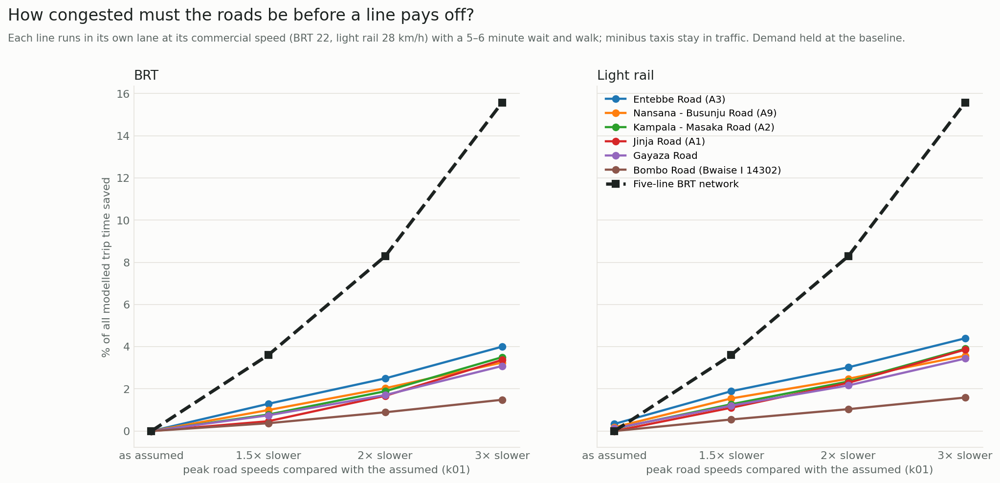 How congested must the roads be before a line pays off?
Each line runs in its own lane at its commercial speed (BRT 22, light rail 28 km/h) with a 5–6 minute wait and walk; minibus taxis stay in traffic. Demand held at the baseline.
BRT
% of all modelled trip time saved
16
14
12
10
8
6
4
2
0
as assumed
1.5× slower
2× slower
3× slower
peak road speeds compared with the assumed (k01)
Light rail
Entebbe Road (A3)
Nansana - Busunju Road (A9)
Kampala - Masaka Road (A2)
Jinja Road (A1)
Gayaza Road
Bombo Road (Bwaise I 14302)
Five-line BRT network
as assumed
1.5× slower
2× slower
3× slower
peak road speeds compared with the assumed (k01)